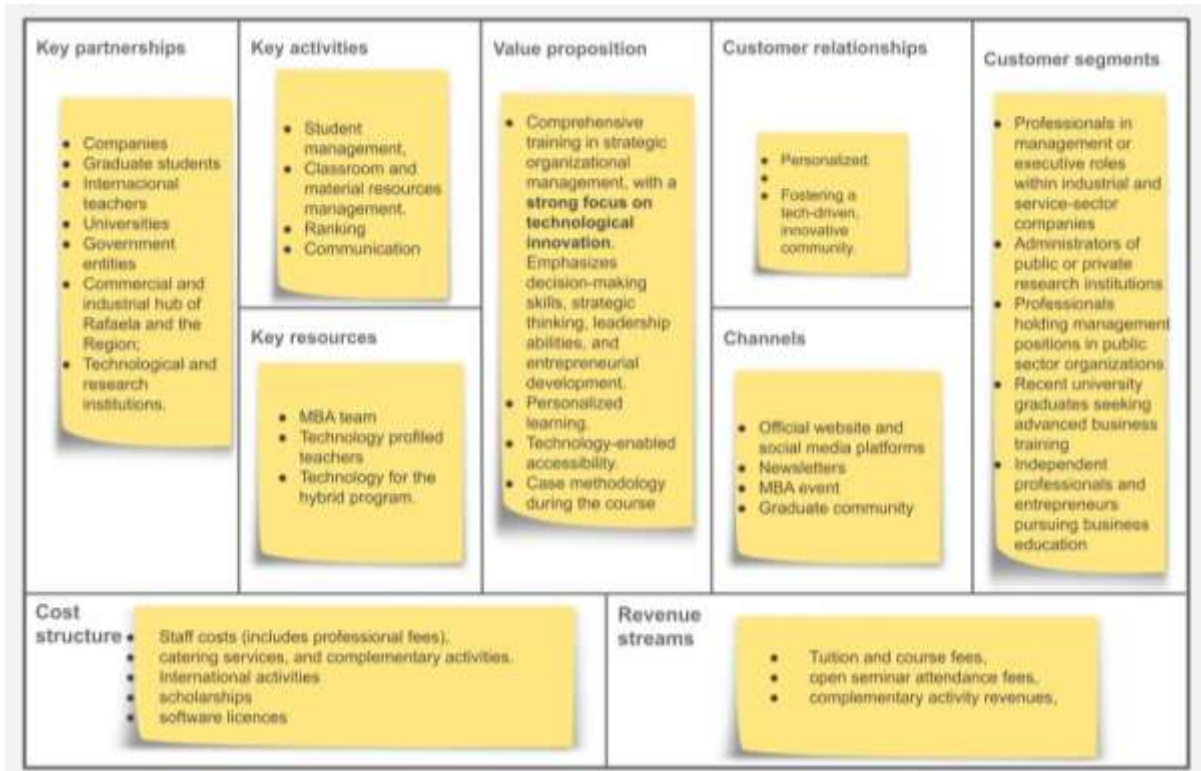 Key partnerships
• Companies
• Graduate students
• Internacional
teachers
• Universities
• Government
entities
• Commercial and
industrial hub of
Rafaela and the
Region;
• Technological and
research
institutions.
Key activities
• Student
management,
• Classroom and
material resources
management.
• Ranking
• Communication
Key resources
• MBA team
• Technology profiled
teachers
• Technology for the
hybrid program.
Value proposition
• Comprehensive
training in strategic
organizational
management, with a
strong focus on
technological
innovation.
Emphasizes
decision-making
skills, strategic
thinking, leadership
abilities, and
entrepreneurial
development.
• Personalized
learning.
• Technology-enabled
accessibility.
• Case methodology
during the course
Customer relationships
• Personalized.
•
• Fostering a
tech-driven,
innovative
community.
Channels
• Official website and
social media platforms
• Newsletters
• MBA event
• Graduate community
Customer segments
• Professionals in
management or
executive roles
within industrial and
service-sector
companies
• Administrators of
public or private
research institutions
• Professionals
holding management
positions in public
sector organizations
• Recent university
graduates seeking
advanced business
training
• Independent
professionals and
entrepreneurs
pursuing business
education
Cost
structure
• Staff costs (includes professional fees),
• catering services, and complementary activities.
• International activities
• scholarships
• software licences
Revenue
streams
• Tuition and course fees,
• open seminar attendance fees,
• complementary activity revenues,